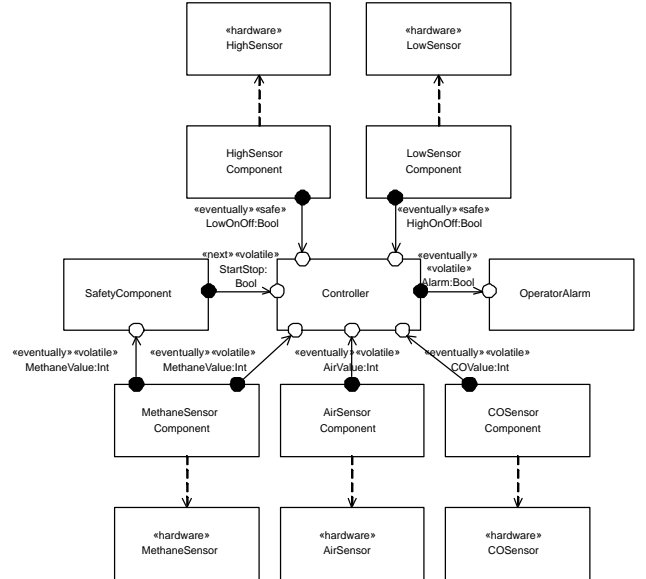 «hardware»
HighSensor
«hardware»
LowSensor
HighSensor
Component
LowSensor
Component
«eventually»«safe»
LowOnOff:Bool
«eventually»«safe»
HighOnOff:Bool
«next»«volatile»
StartStop:
Bool
«eventually»
«volatile»
Alarm:Bool
SafetyComponent
Controller
OperatorAlarm
«eventually»«volatile»
MethaneValue:Int
«eventually»«volatile»
MethaneValue:Int
«eventually»«volatile»
AirValue:Int
«eventually»«volatile»
COValue:Int
MethaneSensor
Component
AirSensor
Component
COSensor
Component
«hardware»
MethaneSensor
«hardware»
AirSensor
«hardware»
COSensor